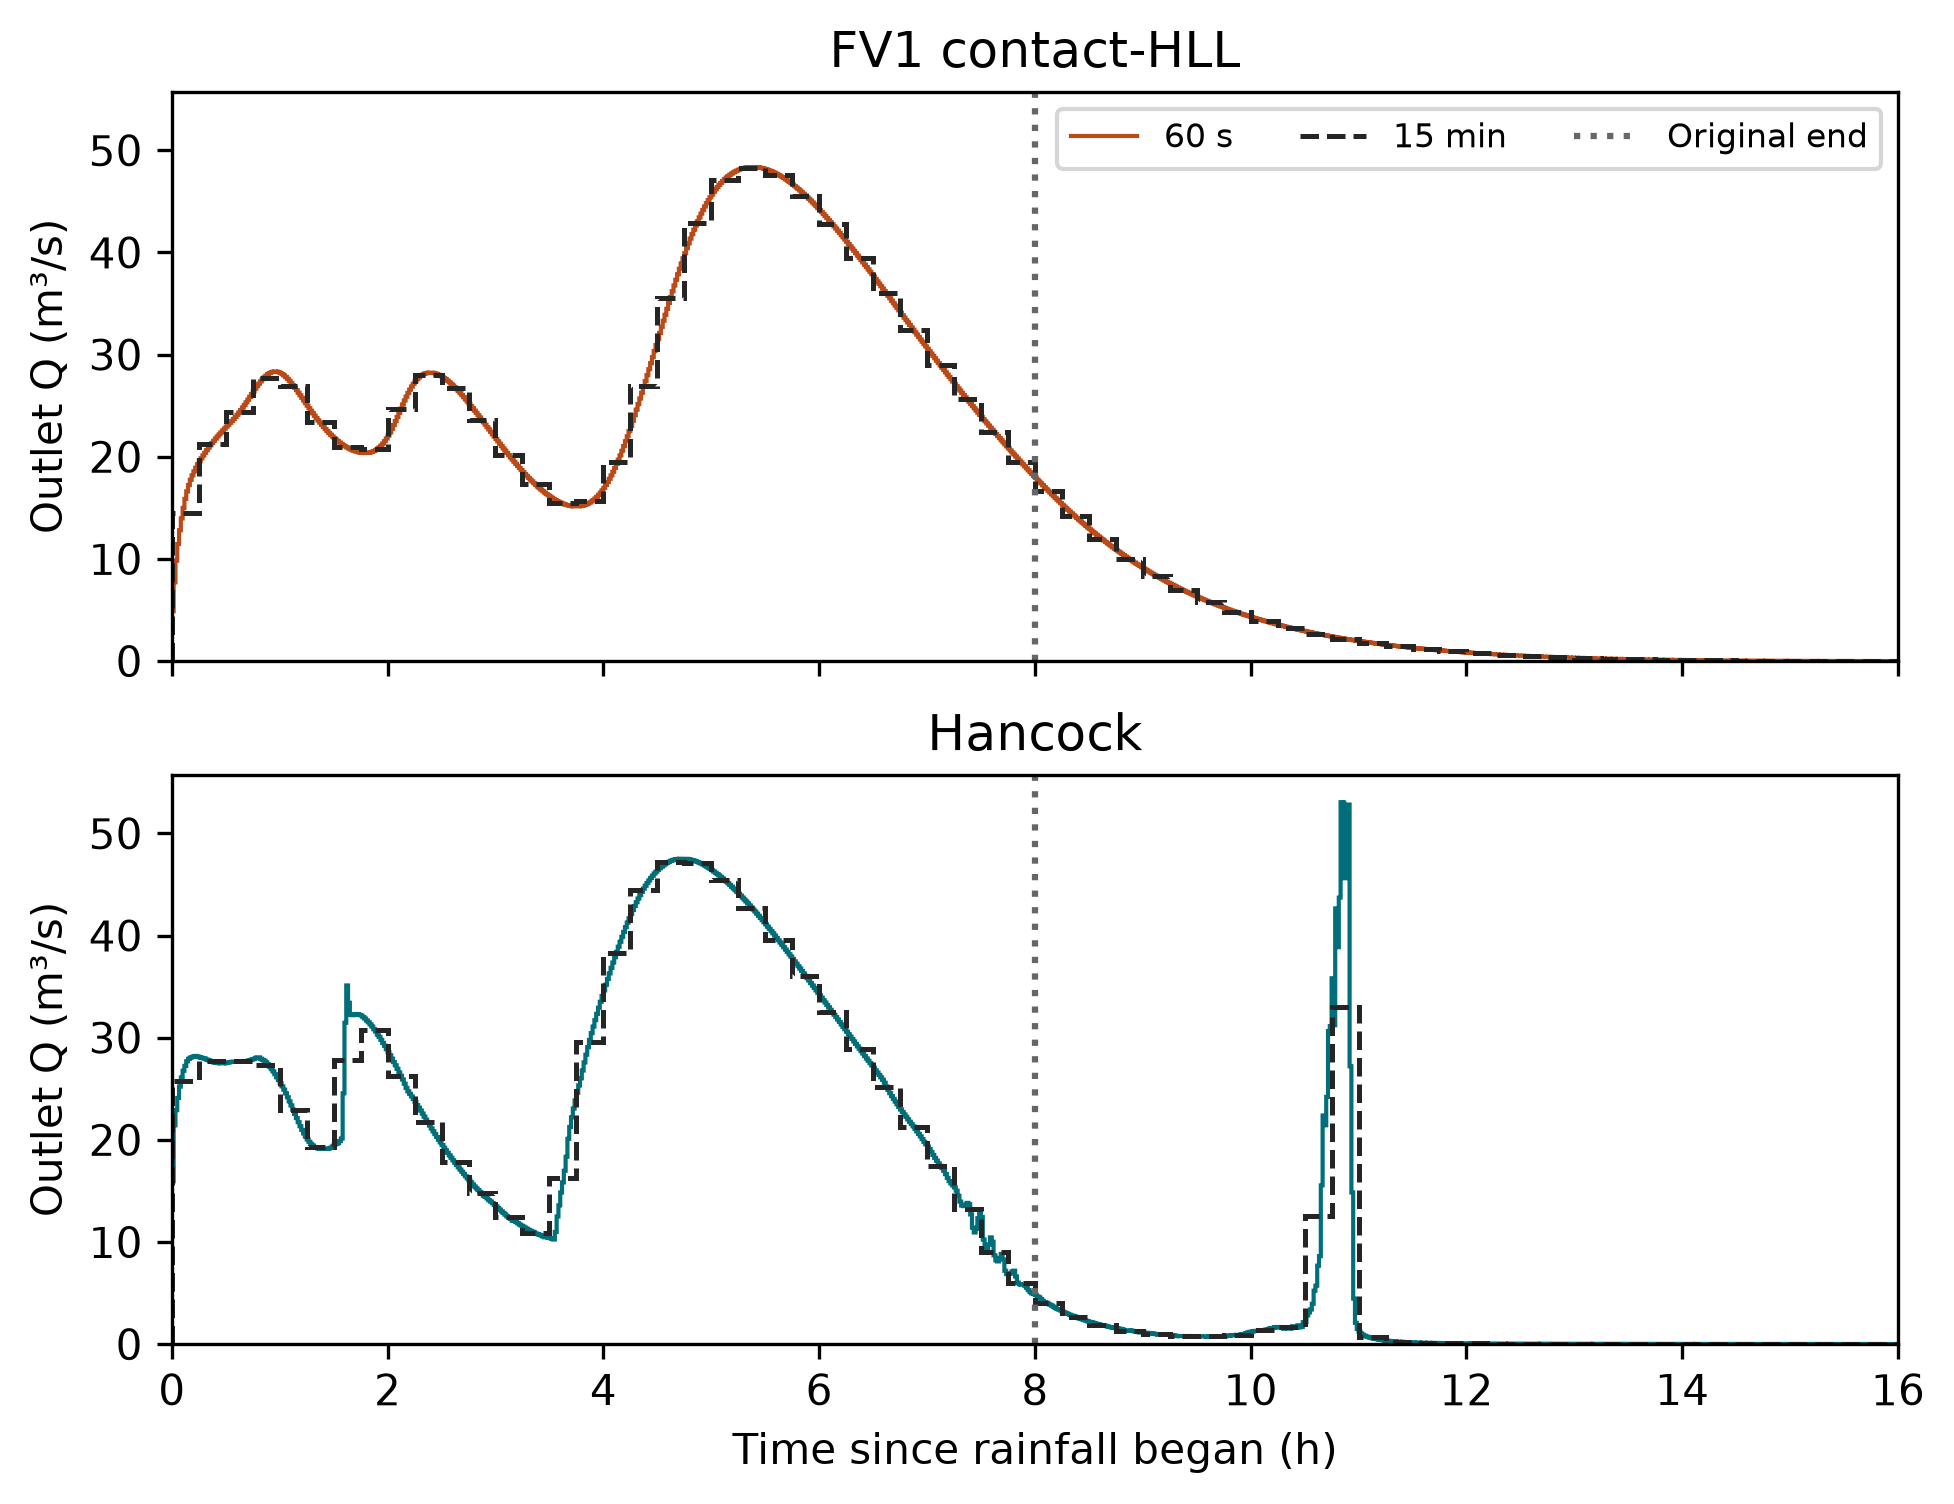 FV1 contact-HLL
Outlet Q (m³/s)
50
40
30
20
10
0
60 s
15 min
Original end
Hancock
Outlet Q (m³/s)
50
40
30
20
10
0
0 2 4 6 8 10 12 14 16
Time since rainfall began (h)